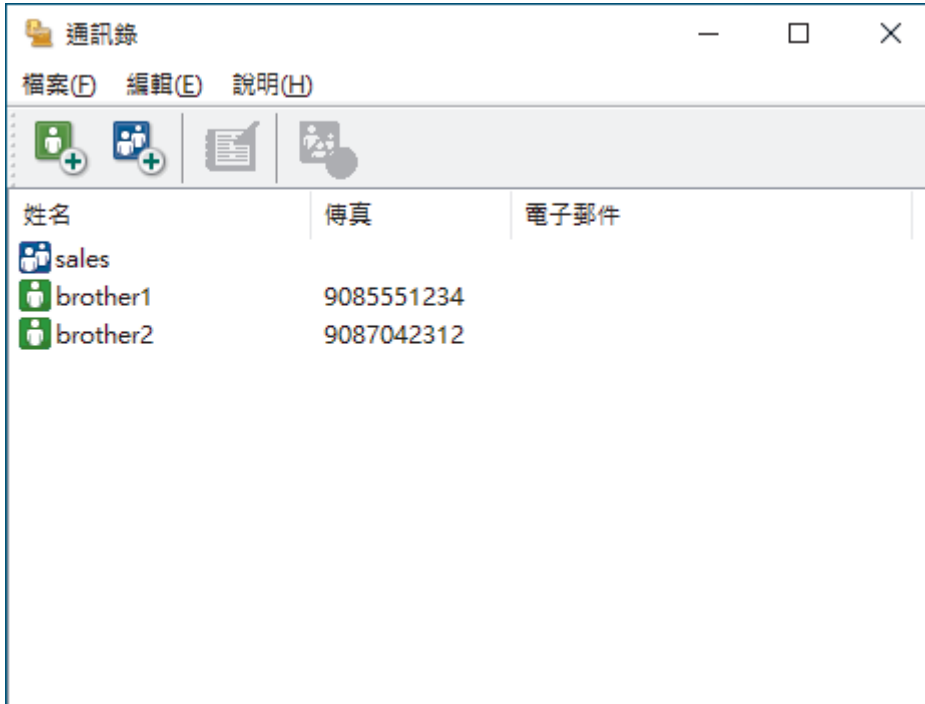 通訊錄
檔案(F) 編輯(E) 說明(H)
姓名 傳真 電子郵件
sales
brother1 9085551234
brother2 9087042312